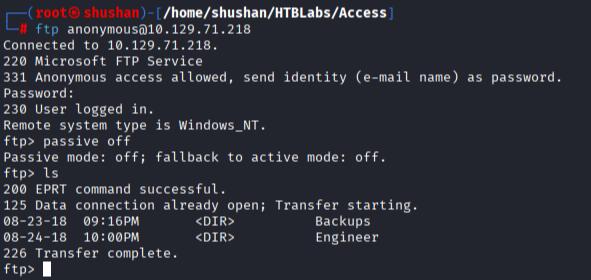 (root㉿shushan)-[/home/shushan/HTBLabs/Access]
# ftp anonymous@10.129.71.218
Connected to 10.129.71.218.
220 Microsoft FTP Service
331 Anonymous access allowed, send identity (e-mail name) as password.
Password:
230 User logged in.
Remote system type is Windows_NT.
ftp> passive off
Passive mode: off; fallback to active mode: off.
ftp> ls
200 EPRT command successful.
125 Data connection already open; Transfer starting.
08-23-18  09:16PM       <DIR>          Backups
08-24-18  10:00PM       <DIR>          Engineer
226 Transfer complete.
ftp>